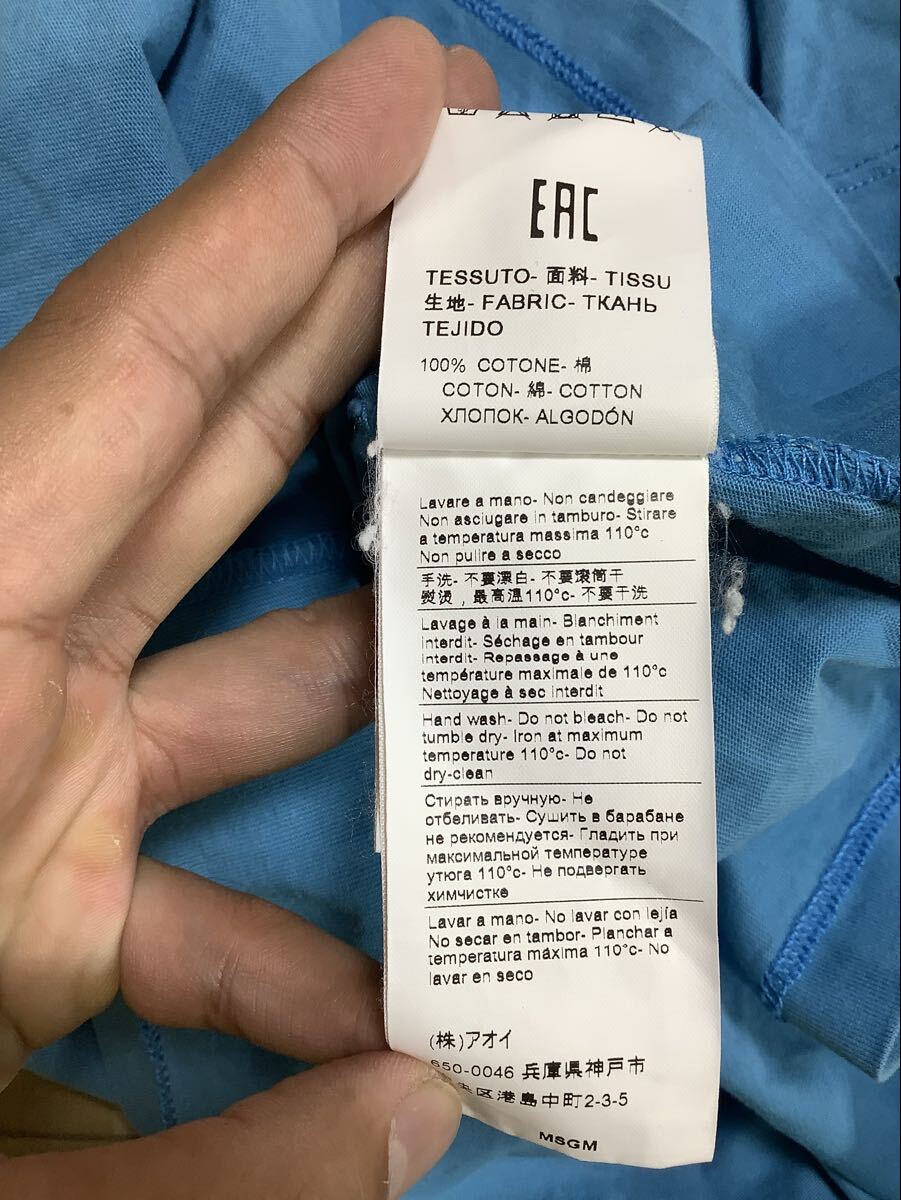 EAC
TESSUTO- 面料- TISSU
生地- FABRIC- ТКАНЬ
TEJIDO
100% COTONE- 棉
COTON- 綿- COTTON
ХЛОПОК- ALGODÓN
Lavare a mano- Non candeggiare
Non asciugare in tamburo- Stirare
a temperatura massima 110°c
Non pulire a secco
手洗- 不要漂白- 不要滚筒干
熨烫，最高温110°c- 不要干洗
Lavage à la main- Blanchiment
interdit- Séchage en tambour
interdit- Repassage à une
température maximale de 110°c
Nettoyage à sec interdit
Hand wash- Do not bleach- Do not
tumble dry- Iron at maximum
temperature 110°c- Do not
dry-clean
Стирать вручную- Не
отбеливать- Сушить в барабане
не рекомендуется- Гладить при
максимальной температуре
утюга 110°c- Не подвергать
химчистке
Lavar a mano- No lavar con lejía
No secar en tambor- Planchar a
temperatura máxima 110°c- No
lavar en seco
(株)アオイ
650-0046 兵庫県神戸市
区港島中町2-3-5
MSGM